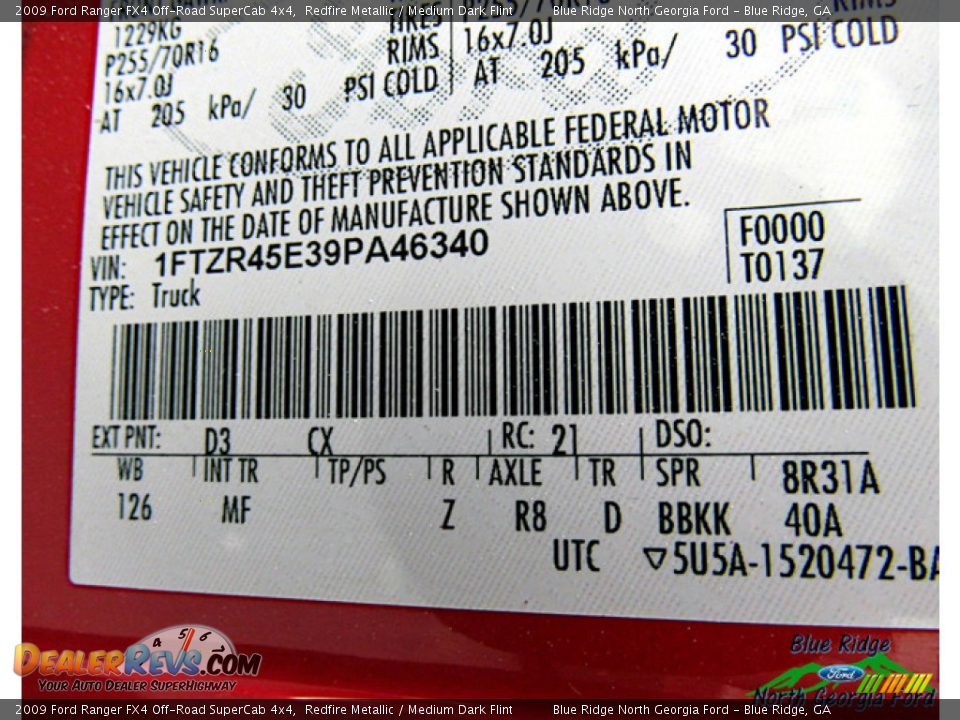 2009 Ford Ranger FX4 Off-Road SuperCab 4x4,  Redfire Metallic / Medium Dark Flint          Blue Ridge North Georgia Ford - Blue Ridge, GA
1229KG TIRES
P255/70R16 RIMS 16x7.0J
16x7.0J AT 205 kPa/ 30 PSI COLD
AT 205 kPa/ 30 PSI COLD
THIS VEHICLE CONFORMS TO ALL APPLICABLE FEDERAL MOTOR
VEHICLE SAFETY AND THEFT PREVENTION STANDARDS IN
EFFECT ON THE DATE OF MANUFACTURE SHOWN ABOVE.
VIN: 1FTZR45E39PA46340 F0000
TYPE: Truck T0137
EXT PNT: D3 CX RC: 21 DSO:
WB INT TR TP/PS R AXLE TR SPR 8R31A
126 MF Z R8 D BBKK 40A
UTC ▽5U5A-1520472-BA
Blue Ridge
Ford
North Georgia Ford
4 5 6
DEALERREVS.COM
YOUR AUTO DEALER SUPERHIGHWAY
2009 Ford Ranger FX4 Off-Road SuperCab 4x4,  Redfire Metallic / Medium Dark Flint          Blue Ridge North Georgia Ford - Blue Ridge, GA